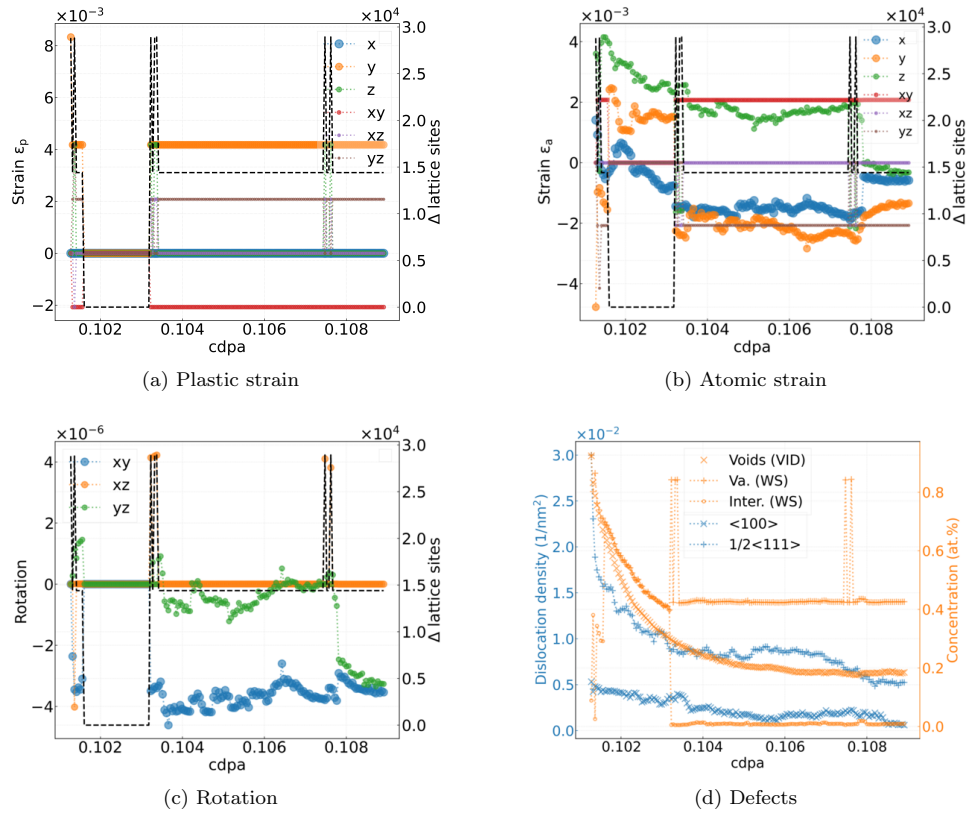 ×10⁻³
×10⁴
8
6
4
2
0
−2
Strain εₚ
3.0
2.5
2.0
1.5
1.0
0.5
0.0
Δ lattice sites
x
y
z
xy
xz
yz
0.102
0.104
0.106
0.108
cdpa
(a) Plastic strain
×10⁻³
×10⁴
4
2
0
−2
−4
Strain εₐ
3.0
2.5
2.0
1.5
1.0
0.5
0.0
Δ lattice sites
x
y
z
xy
xz
yz
0.102
0.104
0.106
0.108
cdpa
(b) Atomic strain
×10⁻⁶
×10⁴
4
2
0
−2
−4
Rotation
3.0
2.5
2.0
1.5
1.0
0.5
0.0
Δ lattice sites
xy
xz
yz
0.102
0.104
0.106
0.108
cdpa
(c) Rotation
×10⁻²
3.0
2.5
2.0
1.5
1.0
0.5
0.0
Dislocation density (1/nm²)
0.8
0.6
0.4
0.2
0.0
Concentration (at.%)
Voids (VID)
Va. (WS)
Inter. (WS)
<100>
1/2<111>
0.102
0.104
0.106
0.108
cdpa
(d) Defects